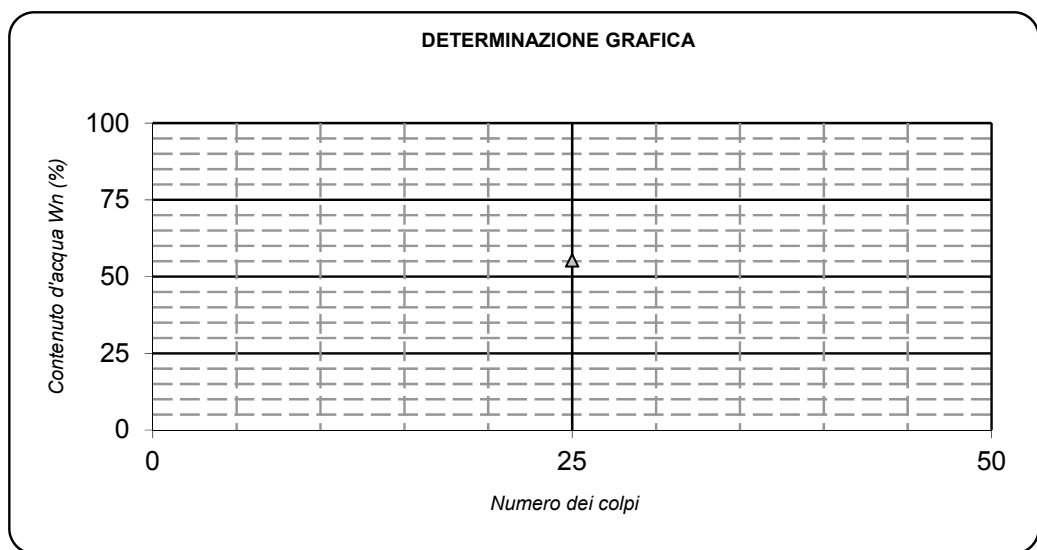 DETERMINAZIONE GRAFICA
100
75
50
25
0
Contenuto d'acqua Wn (%)
0 25 50
Numero dei colpi